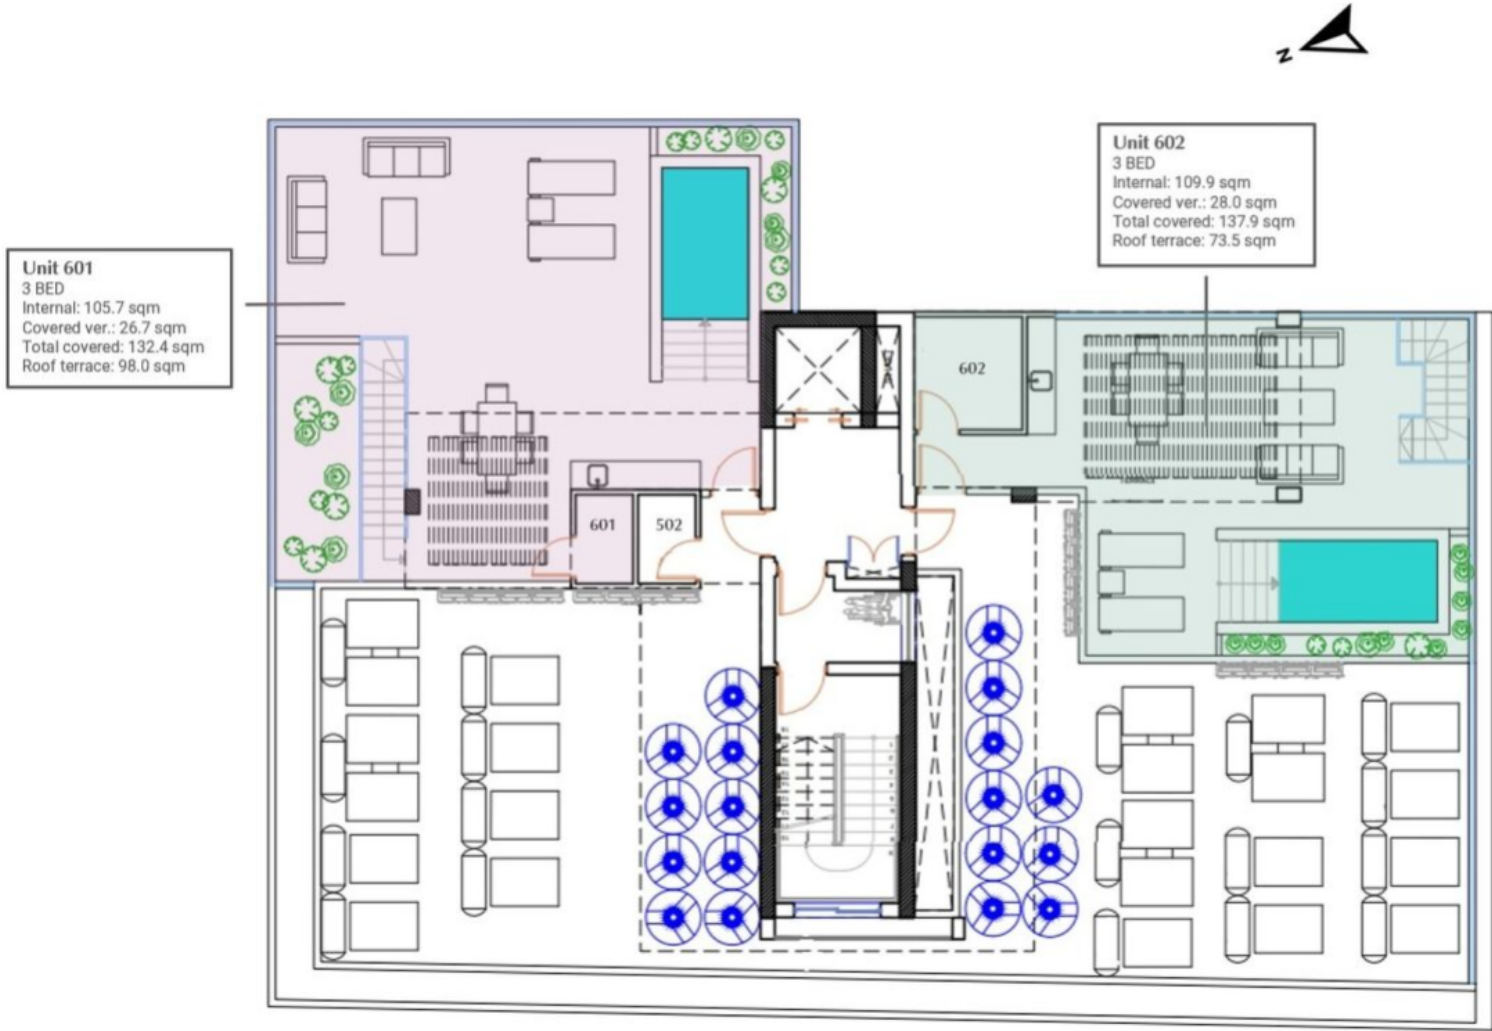 N
Unit 602
3 BED
Internal: 109.9 sqm
Covered ver.: 28.0 sqm
Total covered: 137.9 sqm
Roof terrace: 73.5 sqm
Unit 601
3 BED
Internal: 105.7 sqm
Covered ver.: 26.7 sqm
Total covered: 132.4 sqm
Roof terrace: 98.0 sqm
602
601
502
TERRACE